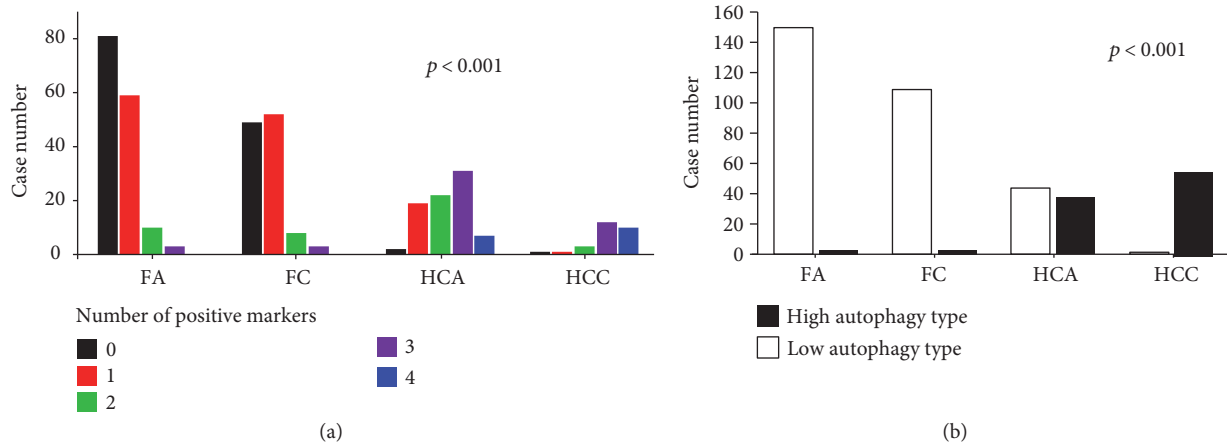 80
60
40
20
0
Case number
p < 0.001
FA FC HCA HCC
Number of positive markers
0
1
2
3
4
(a)
160
140
120
100
80
60
40
20
0
Case number
p < 0.001
FA FC HCA HCC
High autophagy type
Low autophagy type
(b)